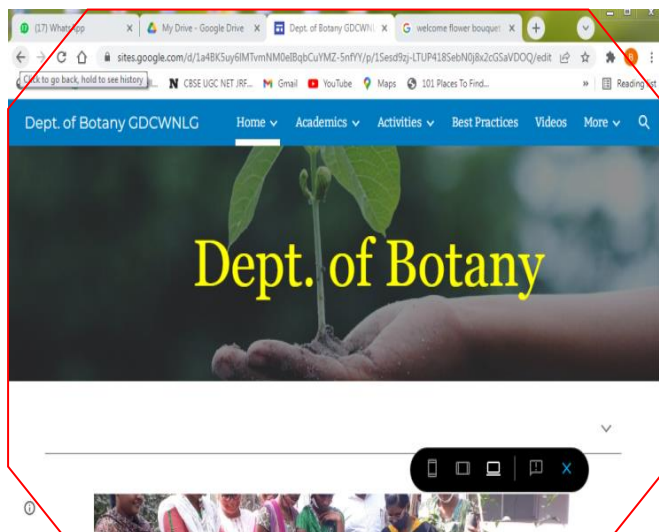 (17) WhatsApp
My Drive - Google Drive
Dept. of Botany GDCWNL
welcome flower bouquet
sites.google.com/d/1a4BK5uy6IMTvmNM0eIBqbCuYMZ-5nfYY/p/1Sesd9zj-LTUP418SebN0j8x2cGSaVDOQ/edit
Click to go back, hold to see history
CBSE UGC NET JRF...
Gmail
YouTube
Maps
101 Places To Find...
»
Reading list
Dept. of Botany GDCWNLG
Home
Academics
Activities
Best Practices
Videos
More
Dept. of Botany